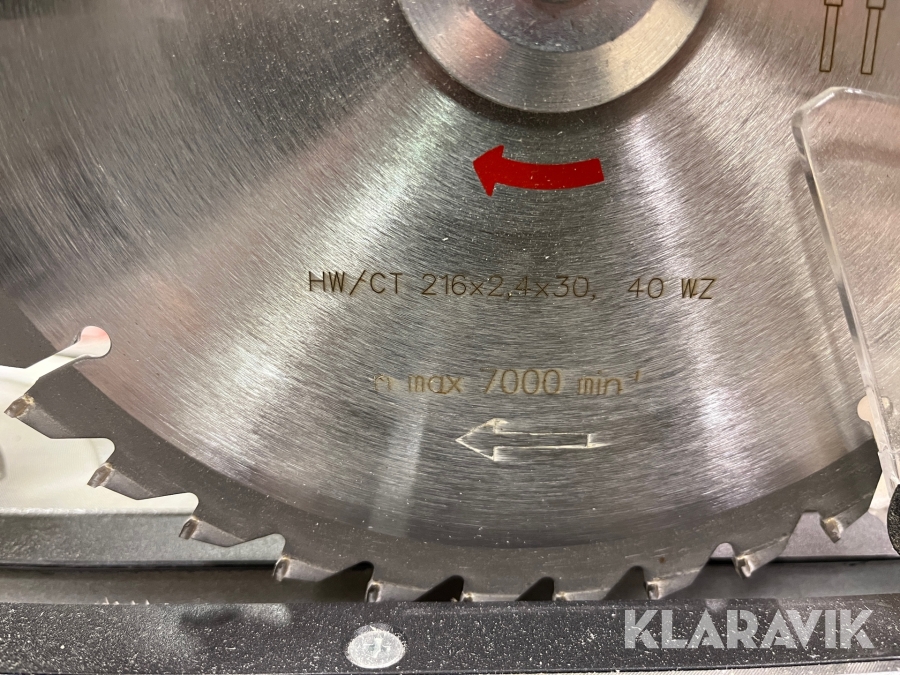 HW/CT 216x2,4x30, 40 WZ
n max 7000 min⁻¹
KLARAVIK